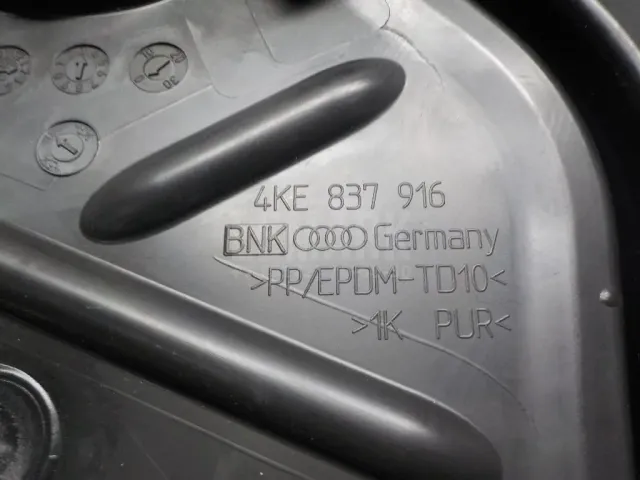 4KE 837 916
BNK Germany
>PP/EPDM-TD10<
>1K PUR<